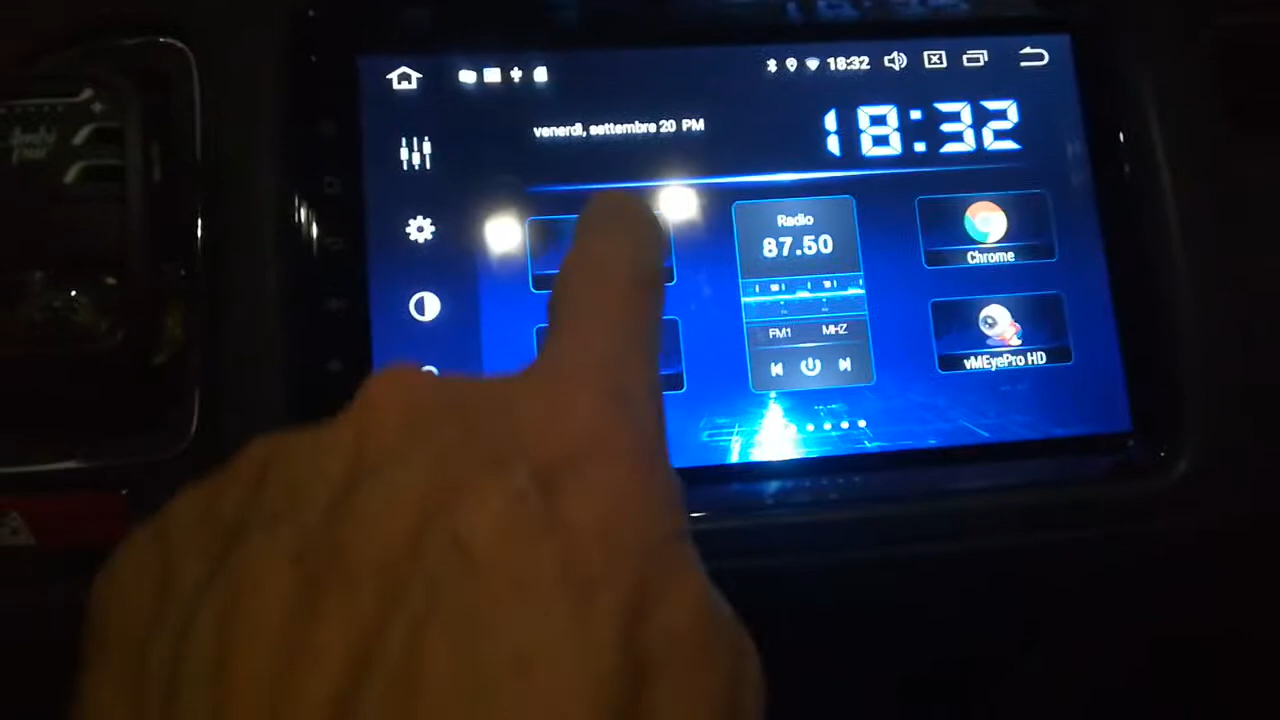 18:32
venerdì, settembre 20 PM
18:32
Radio
87.50
FM1 MHZ
Chrome
vMEyePro HD